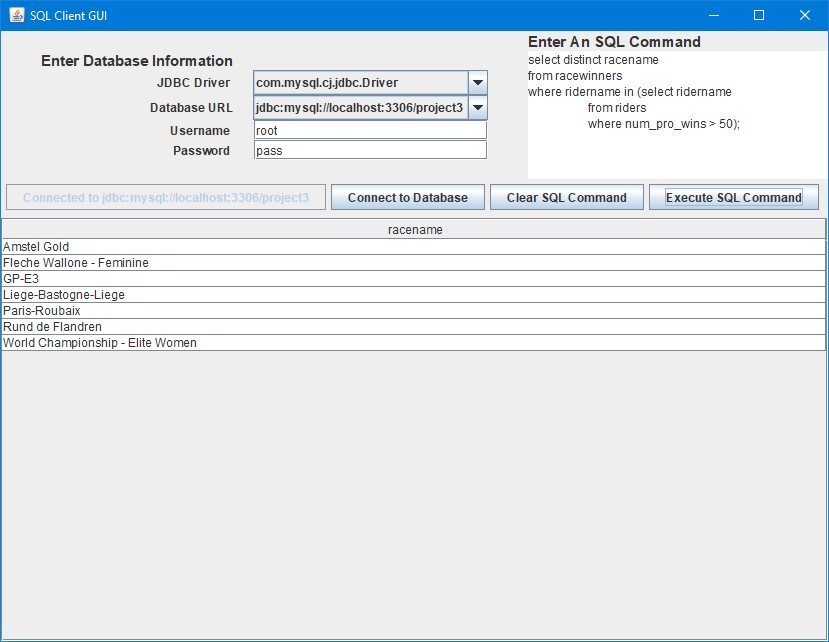 SQL Client GUI
Enter Database Information
JDBC Driver com.mysql.cj.jdbc.Driver
Database URL jdbc:mysql://localhost:3306/project3
Username root
Password pass
Enter An SQL Command
select distinct racename
from racewinners
where ridername in (select ridername
from riders
where num_pro_wins > 50);
Connected to jdbc:mysql://localhost:3306/project3 Connect to Database Clear SQL Command Execute SQL Command
racename
Amstel Gold
Fleche Wallone - Feminine
GP-E3
Liege-Bastogne-Liege
Paris-Roubaix
Rund de Flandren
World Championship - Elite Women